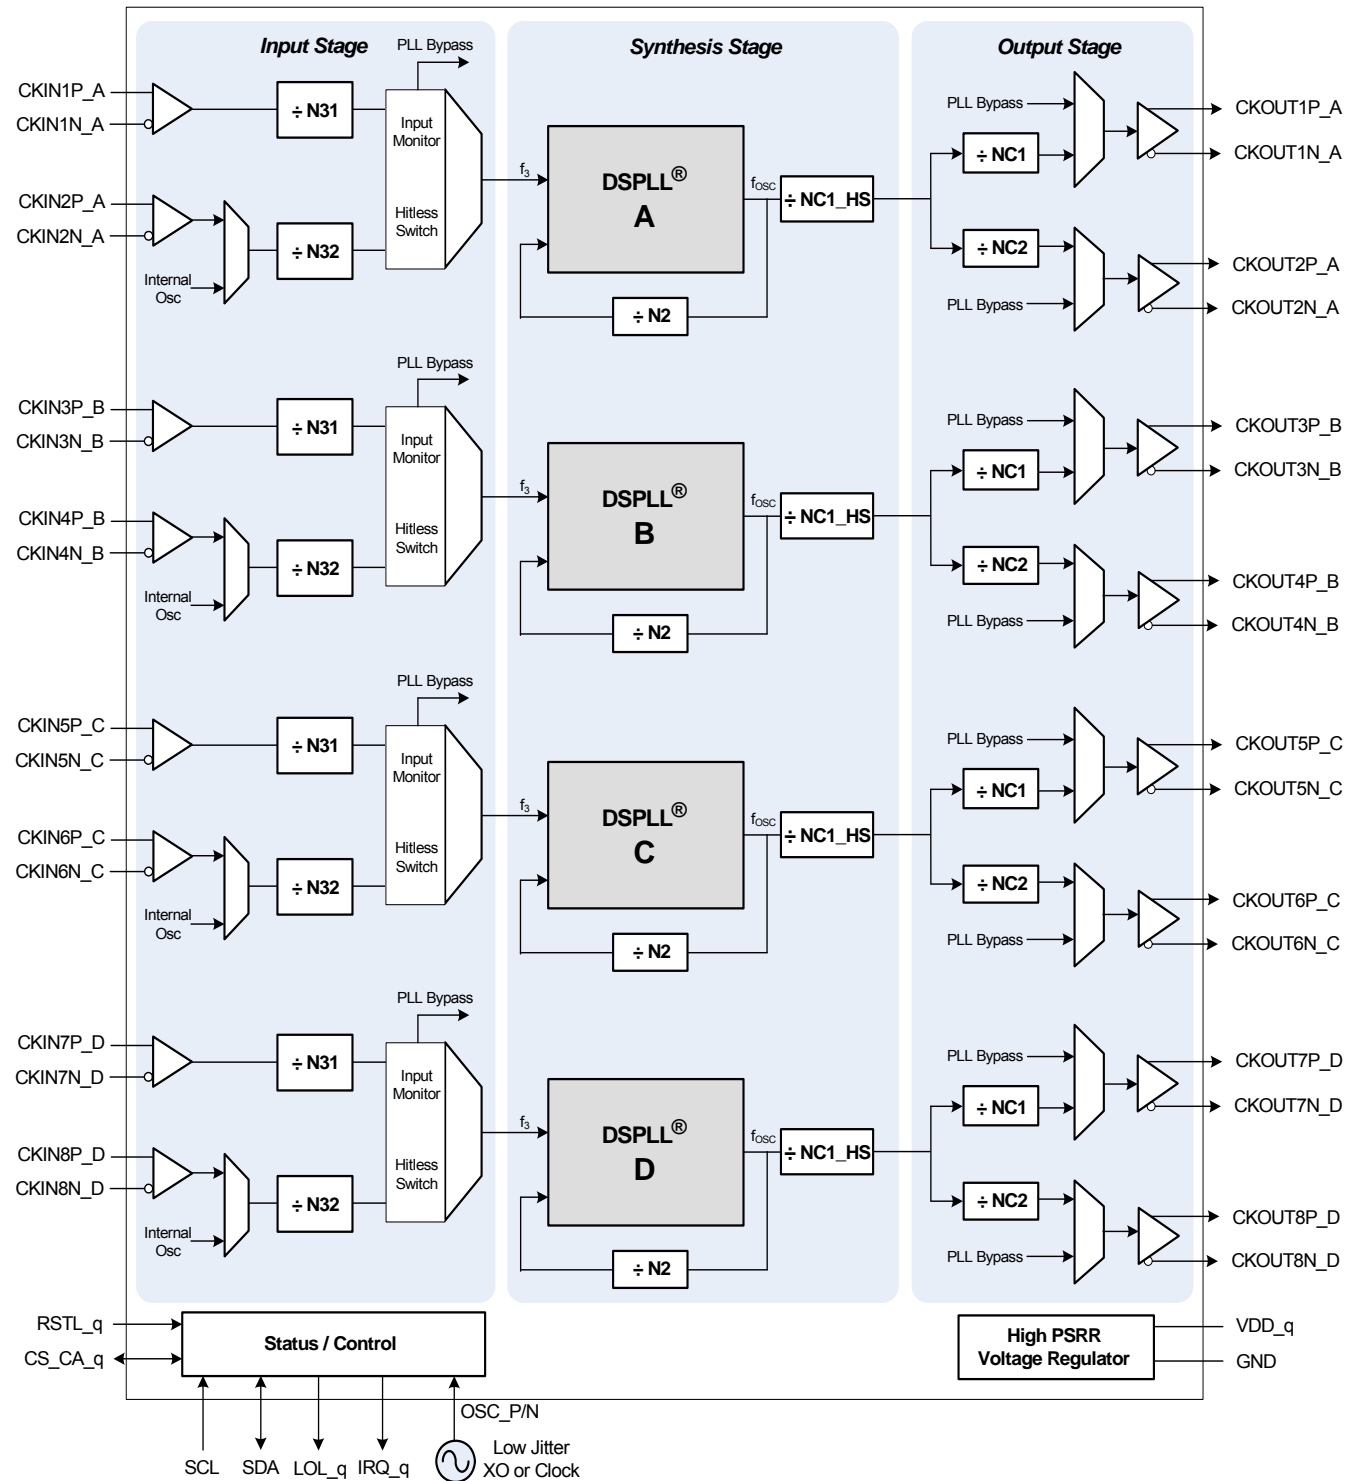 Input Stage
Synthesis Stage
Output Stage
PLL Bypass
CKIN1P_A
CKIN1N_A
÷ N31
Input
Monitor
CKIN2P_A
CKIN2N_A
Internal
Osc
÷ N32
Hitless
Switch
f3
DSPLL®
A
fOSC
÷ N2
÷ NC1_HS
PLL Bypass
÷ NC1
CKOUT1P_A
CKOUT1N_A
÷ NC2
PLL Bypass
CKOUT2P_A
CKOUT2N_A
PLL Bypass
CKIN3P_B
CKIN3N_B
÷ N31
Input
Monitor
CKIN4P_B
CKIN4N_B
Internal
Osc
÷ N32
Hitless
Switch
f3
DSPLL®
B
fOSC
÷ N2
÷ NC1_HS
PLL Bypass
÷ NC1
CKOUT3P_B
CKOUT3N_B
÷ NC2
PLL Bypass
CKOUT4P_B
CKOUT4N_B
PLL Bypass
CKIN5P_C
CKIN5N_C
÷ N31
Input
Monitor
CKIN6P_C
CKIN6N_C
Internal
Osc
÷ N32
Hitless
Switch
f3
DSPLL®
C
fOSC
÷ N2
÷ NC1_HS
PLL Bypass
÷ NC1
CKOUT5P_C
CKOUT5N_C
÷ NC2
PLL Bypass
CKOUT6P_C
CKOUT6N_C
PLL Bypass
CKIN7P_D
CKIN7N_D
÷ N31
Input
Monitor
CKIN8P_D
CKIN8N_D
Internal
Osc
÷ N32
Hitless
Switch
f3
DSPLL®
D
fOSC
÷ N2
÷ NC1_HS
PLL Bypass
÷ NC1
CKOUT7P_D
CKOUT7N_D
÷ NC2
PLL Bypass
CKOUT8P_D
CKOUT8N_D
RSTL_q
CS_CA_q
Status / Control
High PSRR
Voltage Regulator
VDD_q
GND
OSC_P/N
SCL
SDA
LOL_q
IRQ_q
Low Jitter
XO or Clock